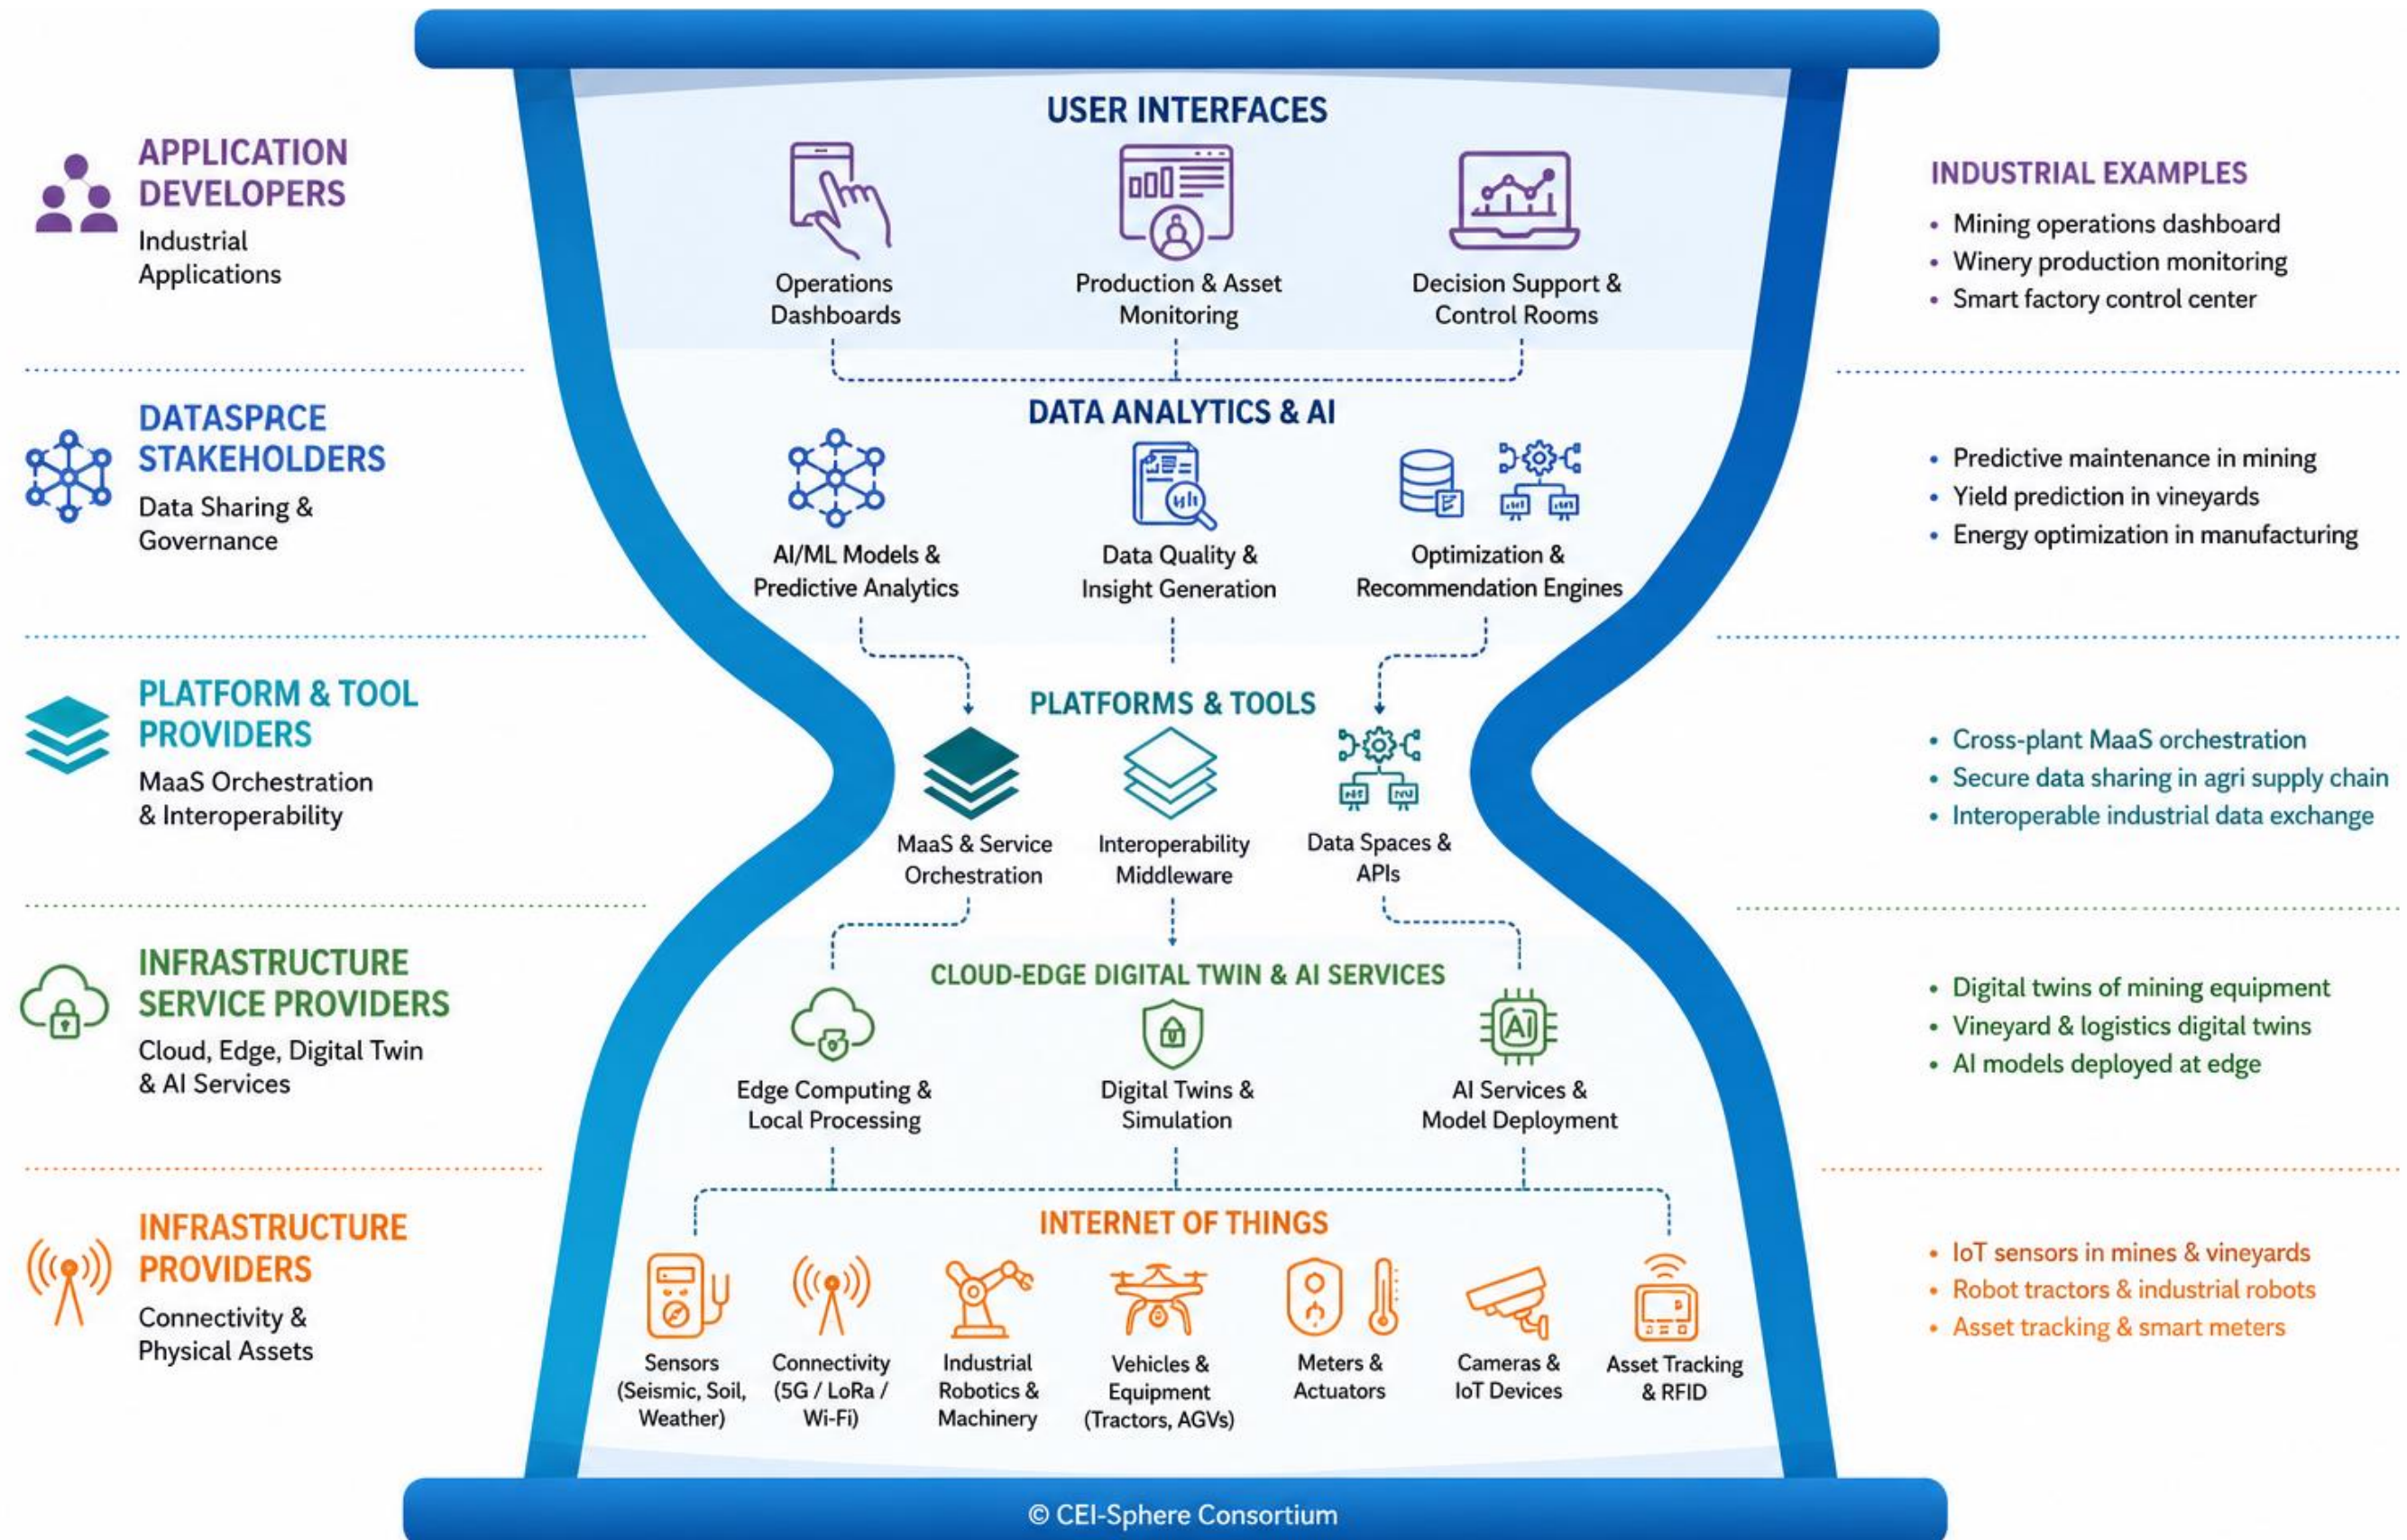 USER INTERFACES
APPLICATION
DEVELOPERS
Industrial
Applications
Operations
Dashboards
Production & Asset
Monitoring
Decision Support &
Control Rooms
INDUSTRIAL EXAMPLES
• Mining operations dashboard
• Winery production monitoring
• Smart factory control center
DATASPRCE
STAKEHOLDERS
Data Sharing &
Governance
DATA ANALYTICS & AI
AI/ML Models &
Predictive Analytics
Data Quality &
Insight Generation
Optimization &
Recommendation Engines
• Predictive maintenance in mining
• Yield prediction in vineyards
• Energy optimization in manufacturing
PLATFORM & TOOL
PROVIDERS
MaaS Orchestration
& Interoperability
PLATFORMS & TOOLS
MaaS & Service
Orchestration
Interoperability
Middleware
Data Spaces &
APIs
• Cross-plant MaaS orchestration
• Secure data sharing in agri supply chain
• Interoperable industrial data exchange
INFRASTRUCTURE
SERVICE PROVIDERS
Cloud, Edge, Digital Twin
& AI Services
CLOUD-EDGE DIGITAL TWIN & AI SERVICES
AI
Edge Computing &
Local Processing
Digital Twins &
Simulation
AI Services &
Model Deployment
• Digital twins of mining equipment
• Vineyard & logistics digital twins
• AI models deployed at edge
INFRASTRUCTURE
PROVIDERS
Connectivity &
Physical Assets
INTERNET OF THINGS
Sensors
(Seismic, Soil,
Weather)
Connectivity
(5G / LoRa /
Wi-Fi)
Industrial
Robotics &
Machinery
Vehicles &
Equipment
(Tractors, AGVs)
Meters &
Actuators
Cameras &
IoT Devices
Asset Tracking
& RFID
• IoT sensors in mines & vineyards
• Robot tractors & industrial robots
• Asset tracking & smart meters
© CEI-Sphere Consortium